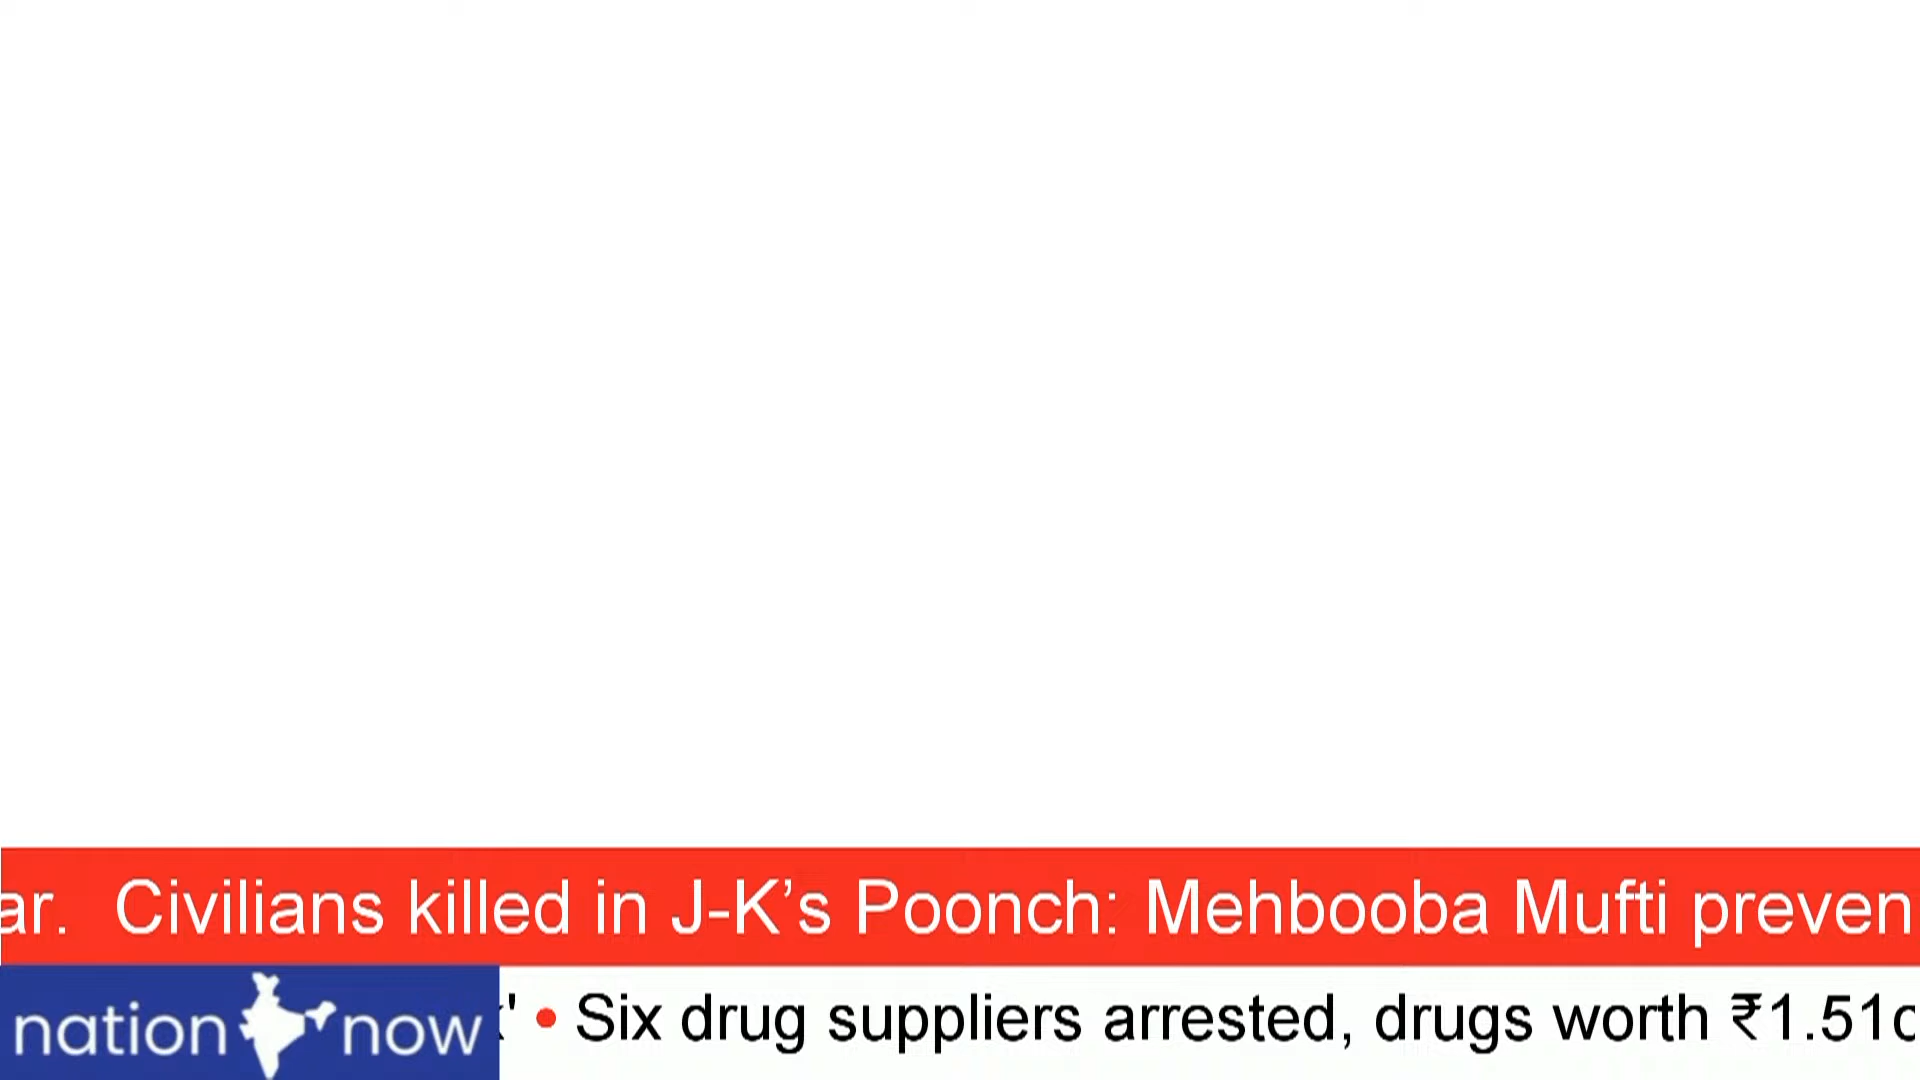 ar. Civilians killed in J-K’s Poonch: Mehbooba Mufti preven
nation now ' • Six drug suppliers arrested, drugs worth ₹1.51c